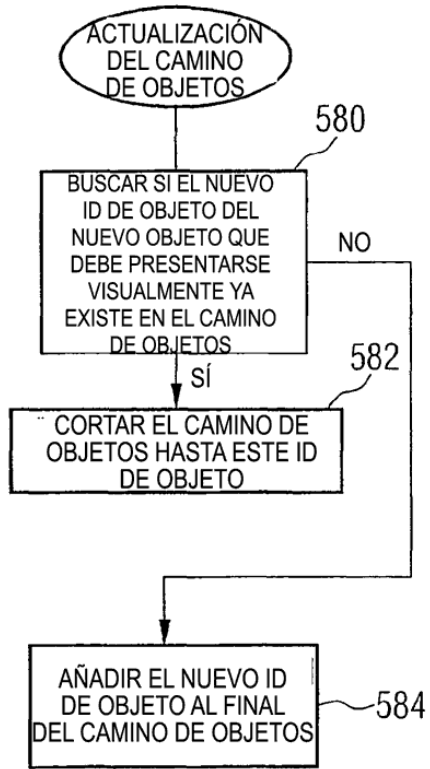 ACTUALIZACIÓN
DEL CAMINO
DE OBJETOS
580
BUSCAR SI EL NUEVO
ID DE OBJETO DEL
NUEVO OBJETO QUE
DEBE PRESENTARSE
VISUALMENTE YA
EXISTE EN EL CAMINO
DE OBJETOS
NO
SÍ
582
CORTAR EL CAMINO DE
OBJETOS HASTA ESTE ID
DE OBJETO
AÑADIR EL NUEVO ID
DE OBJETO AL FINAL
DEL CAMINO DE OBJETOS
584